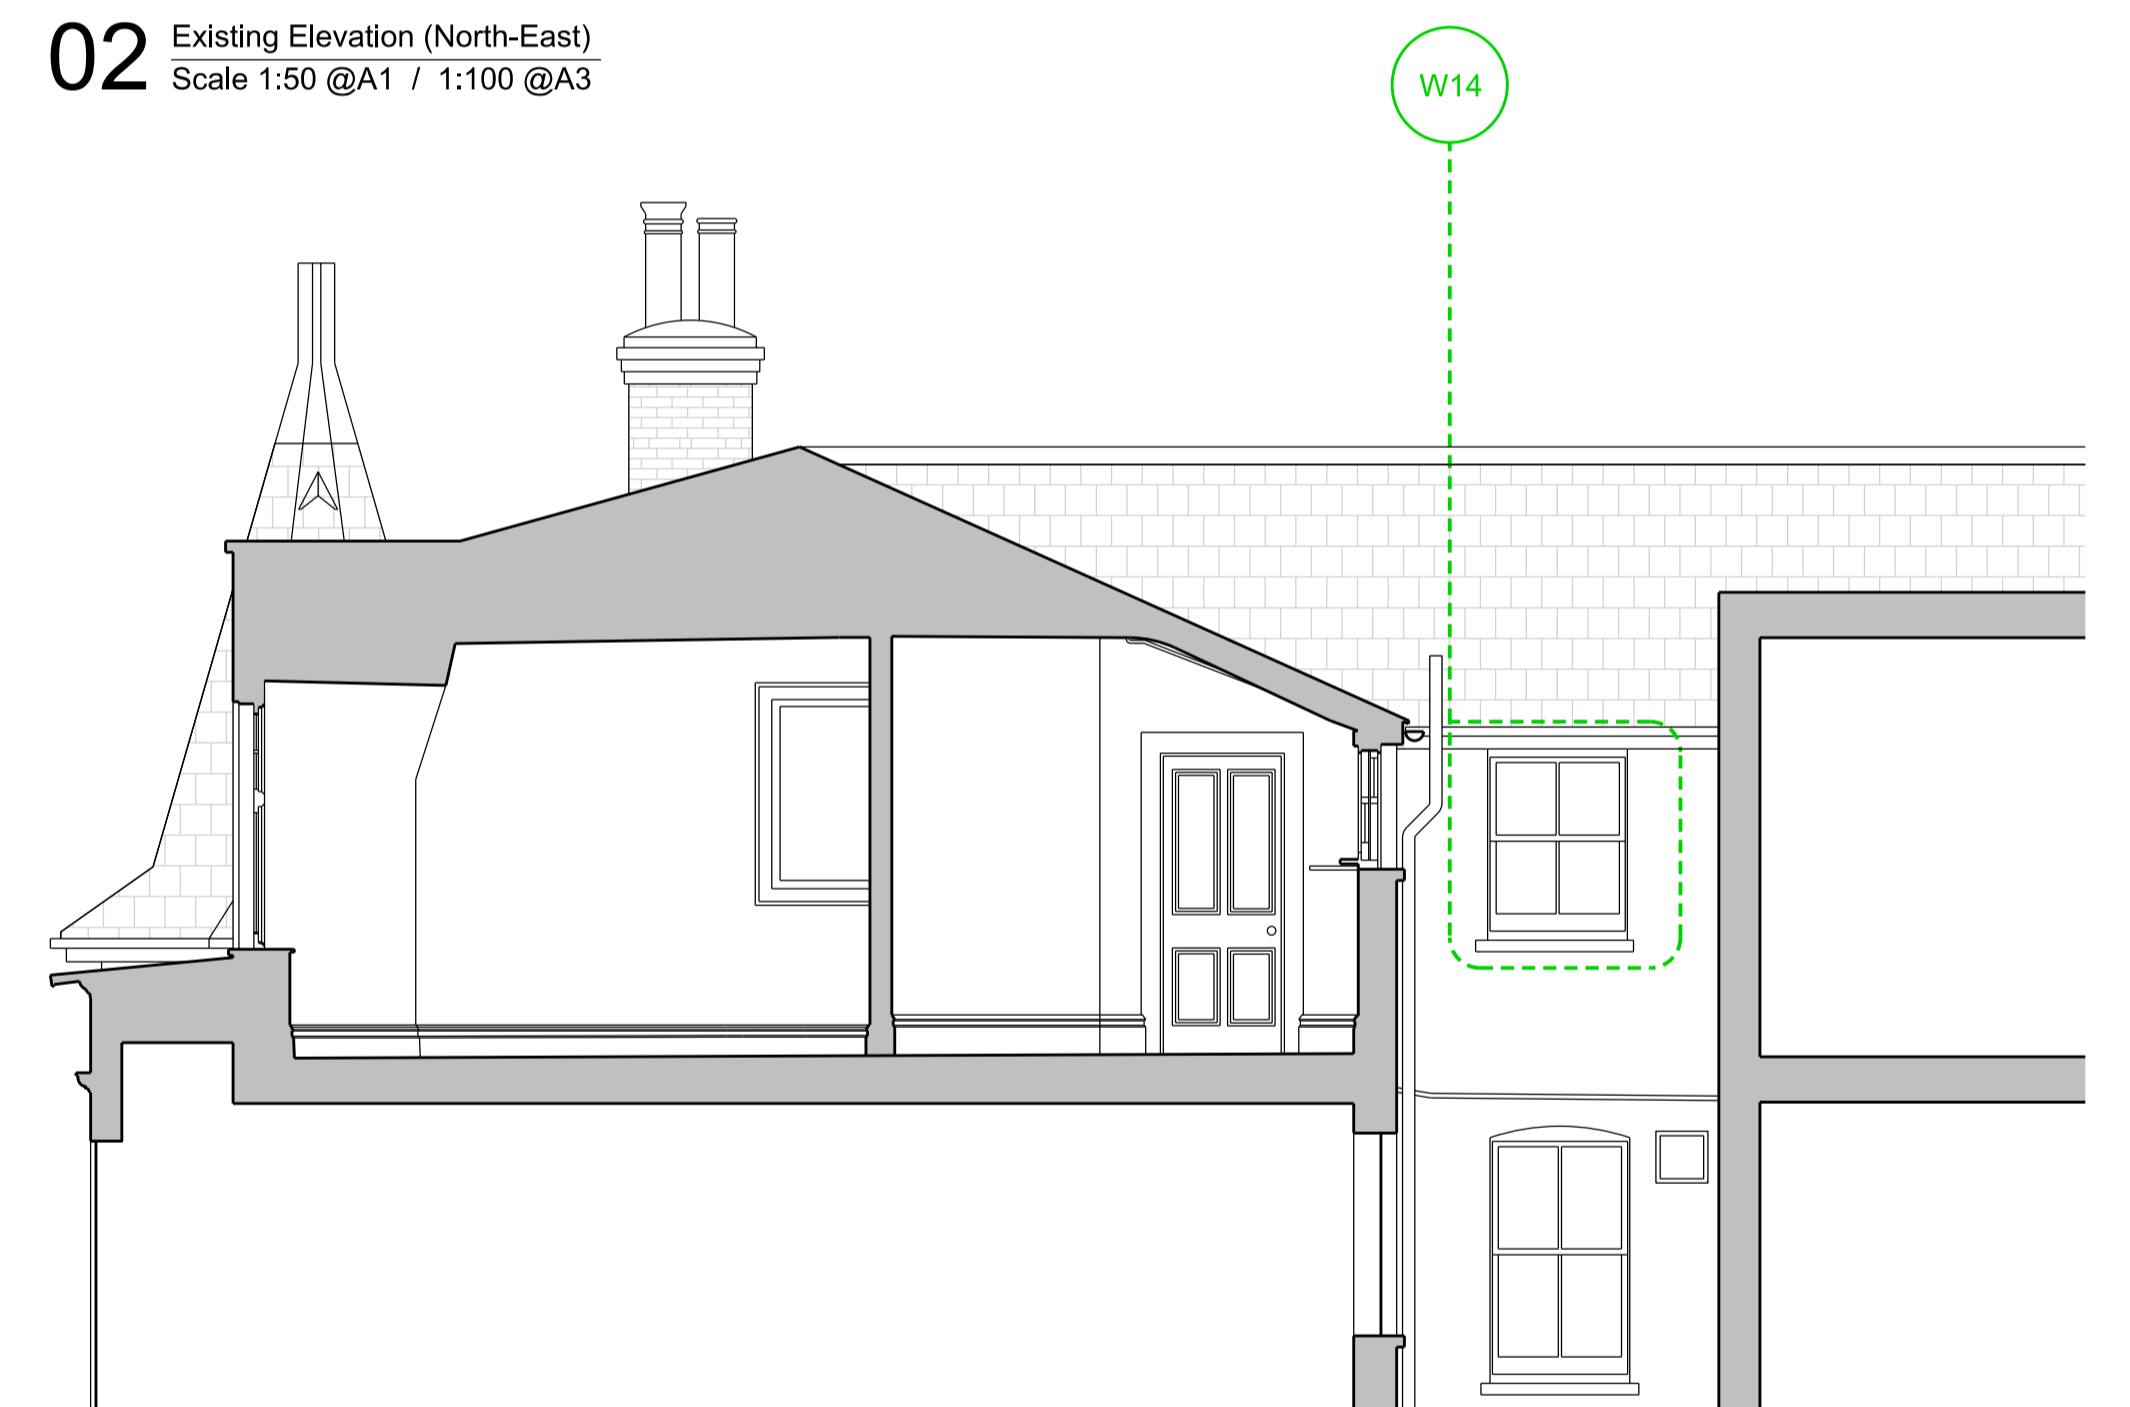 02
Existing Elevation (North-East)
Scale 1:50 @A1 / 1:100 @A3
W14